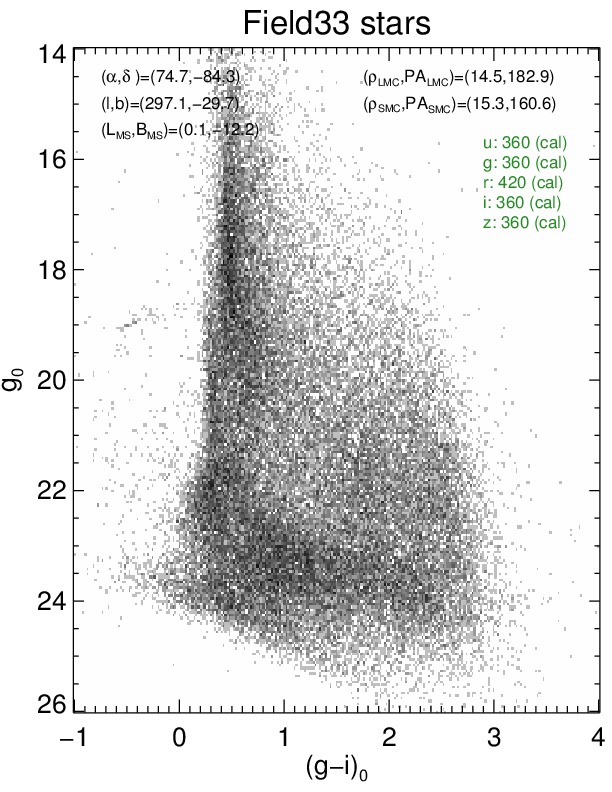 Field33 stars
(α,δ )=(74.7,−84.3)
(ρLMC,PALMC)=(14.5,182.9)
(l,b)=(297.1,−29.7)
(ρSMC,PASMC)=(15.3,160.6)
(LMS,BMS)=(0.1,−12.2)
u: 360 (cal)
g: 360 (cal)
r: 420 (cal)
i: 360 (cal)
z: 360 (cal)
14
16
18
20
22
24
26
g0
−1 0 1 2 3 4
(g−i)0